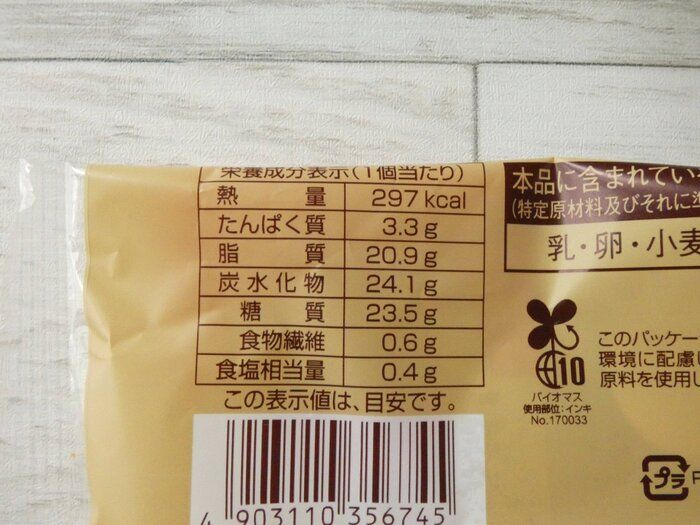 栄養成分表示(1個当たり)
熱量 297kcal
たんぱく質 3.3g
脂質 20.9g
炭水化物 24.1g
糖質 23.5g
食物繊維 0.6g
食塩相当量 0.4g
この表示値は、目安です。
4 903110 356745
本品に含まれてい
(特定原材料及びそれに
乳・卵・小麦
10
バイオマス
使用部位:インキ
No.170033
このパッケー
環境に配慮
原料を使用し
プラ